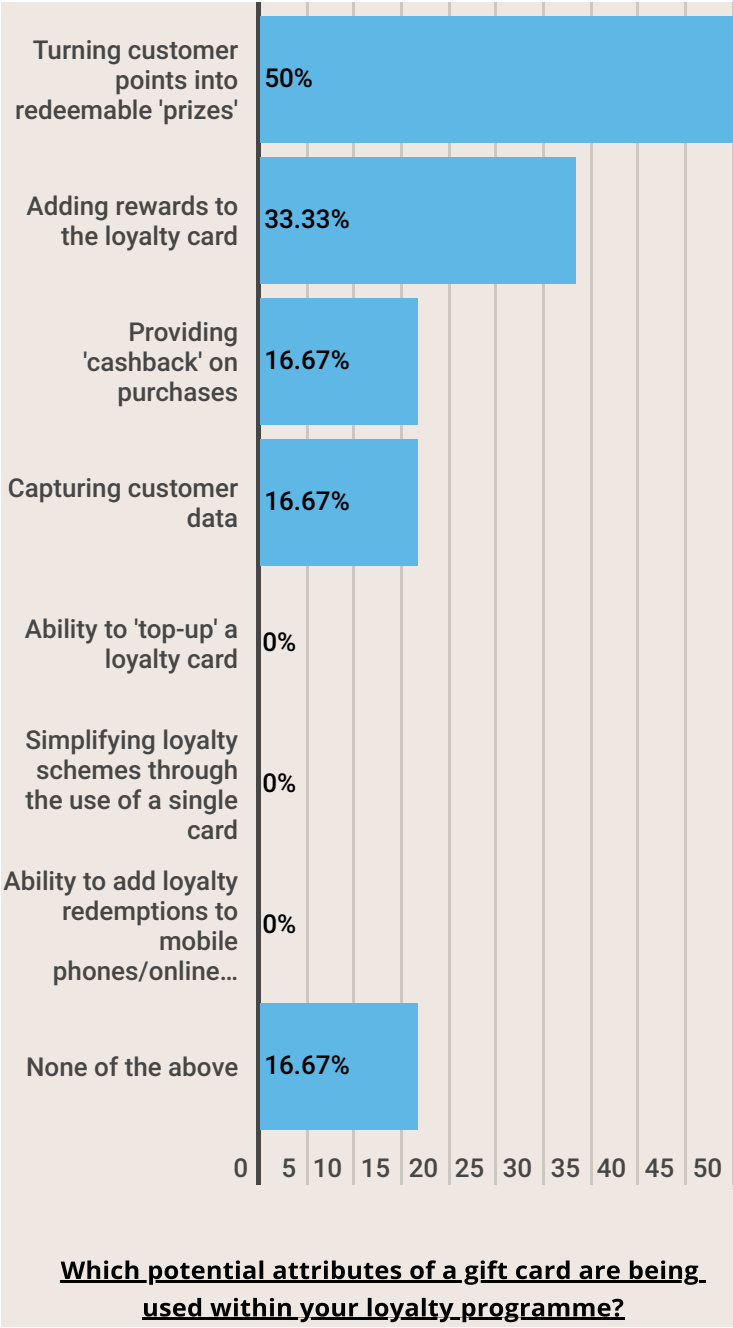 Turning customer
points into
redeemable 'prizes'
50%
Adding rewards to
the loyalty card
33.33%
Providing
'cashback' on
purchases
16.67%
Capturing customer
data
16.67%
Ability to 'top-up' a
loyalty card
0%
Simplifying loyalty
schemes through
the use of a single
card
0%
Ability to add loyalty
redemptions to
mobile
phones/online…
0%
None of the above
16.67%
0 5 10 15 20 25 30 35 40 45 50
Which potential attributes of a gift card are being
used within your loyalty programme?